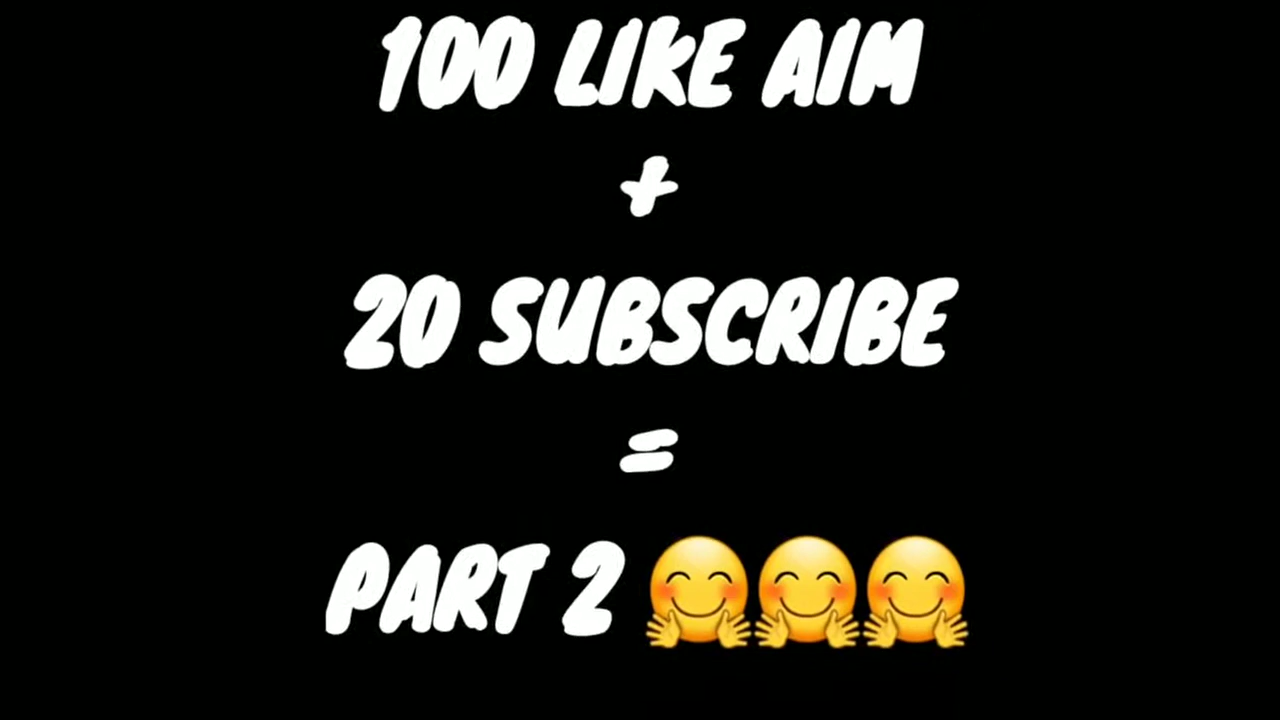 100 LIKE AIM
+
20 SUBSCRIBE
=
PART 2 🤗🤗🤗